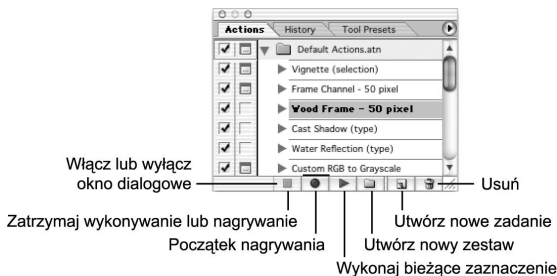 Actions
History
Tool Presets
Default Actions.atn
Vignette (selection)
Frame Channel - 50 pixel
Wood Frame - 50 pixel
Cast Shadow (type)
Water Reflection (type)
Custom RGB to Grayscale
Włącz lub wyłącz
okno dialogowe
Usuń
Zatrzymaj wykonywanie lub nagrywanie
Utwórz nowe zadanie
Początek nagrywania
Utwórz nowy zestaw
Wykonaj bieżące zaznaczenie